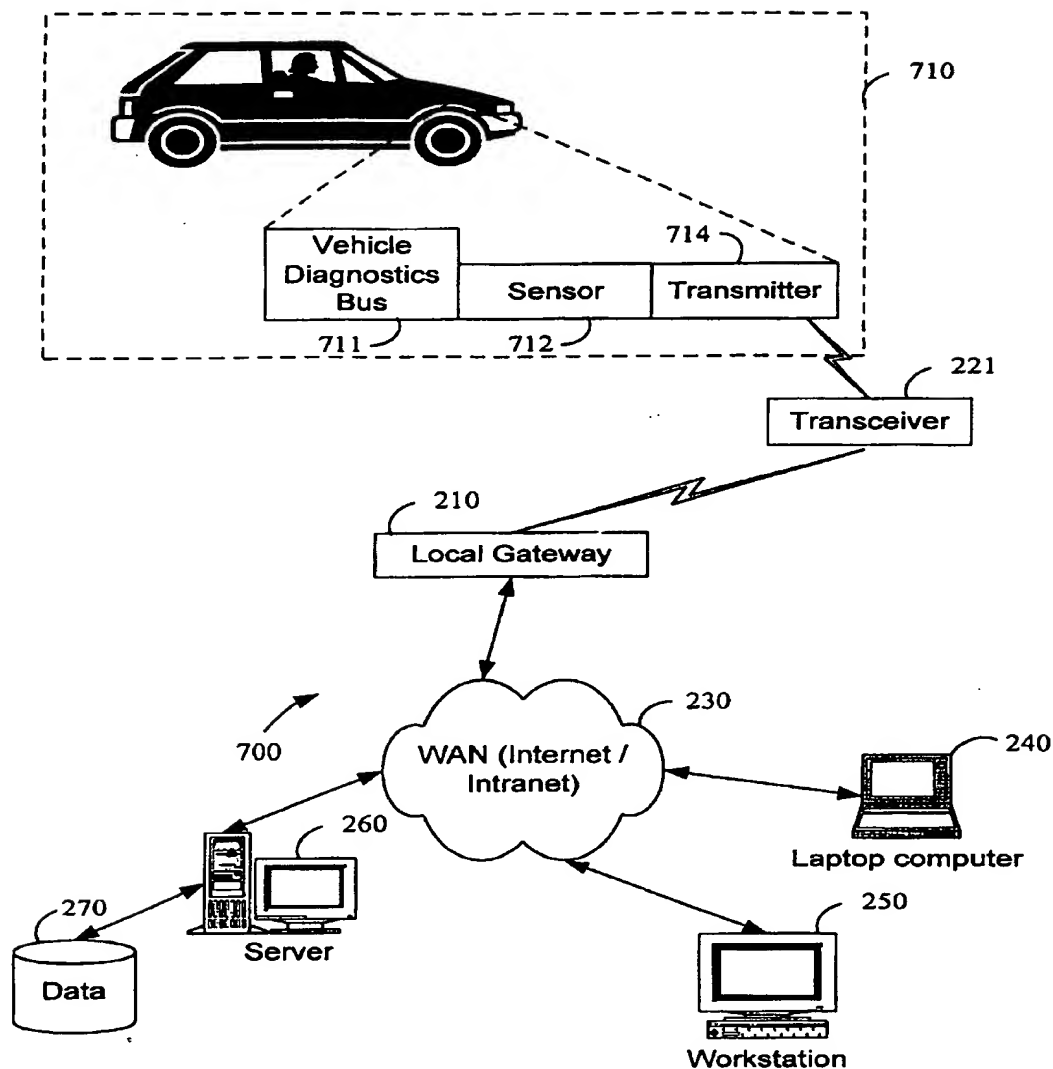 710
Vehicle
Diagnostics
Bus
711
Sensor
712
714
Transmitter
221
Transceiver
210
Local Gateway
230
WAN (Internet /
Intranet)
700
240
Laptop computer
260
Server
270
Data
250
Workstation